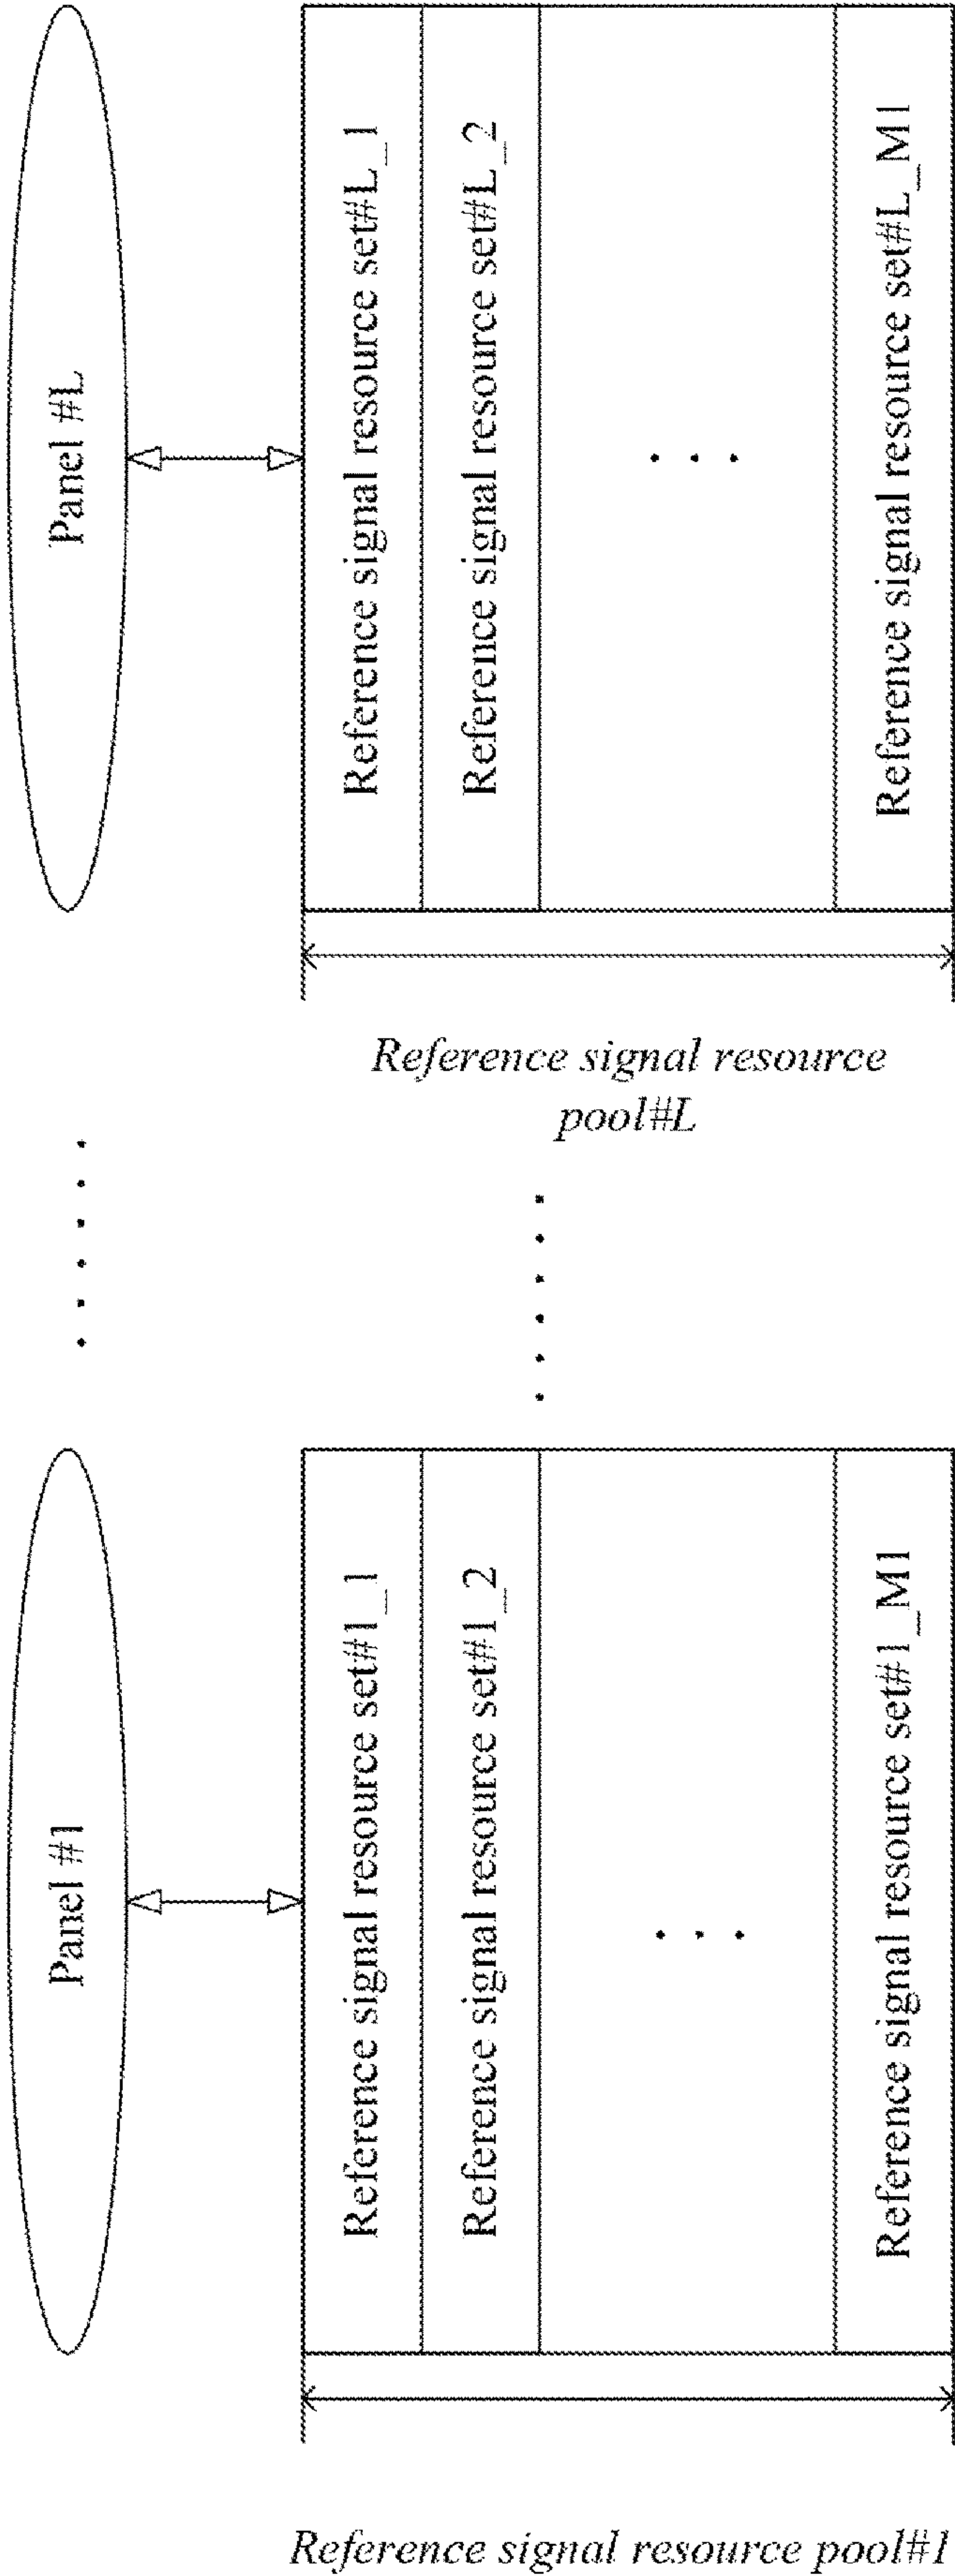 Panel #1
Reference signal resource set#1_1
Reference signal resource set#1_2
Reference signal resource set#1_M1
Reference signal resource pool#1
Panel #L
Reference signal resource set#L_1
Reference signal resource set#L_2
Reference signal resource set#L_M1
Reference signal resource
pool#L